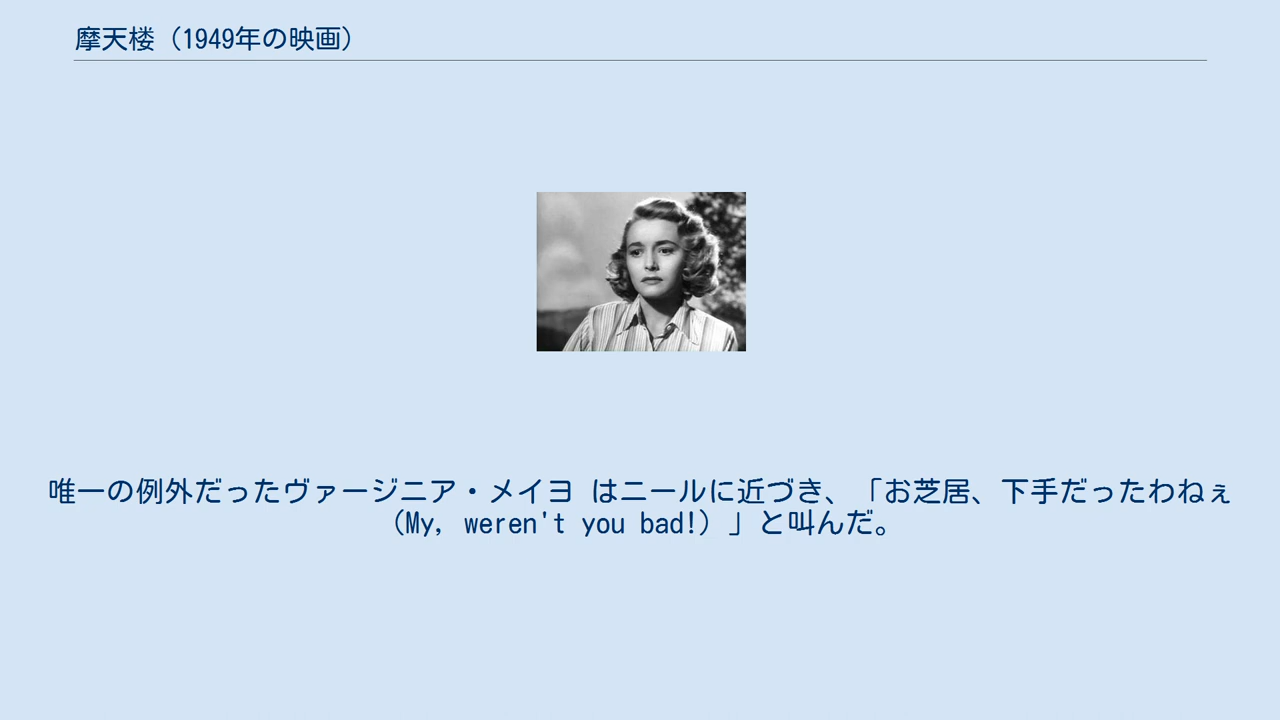 摩天楼（1949年の映画）
唯一の例外だったヴァージニア・メイヨ はニールに近づき、「お芝居、下手だったわねぇ
（My, weren't you bad!）」と叫んだ。